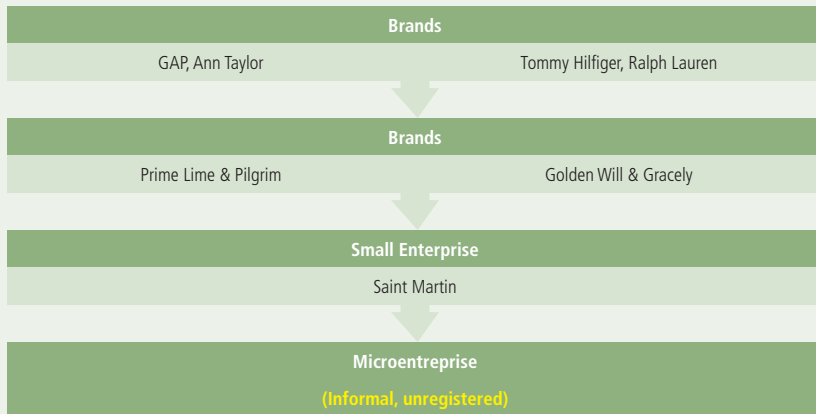 Brands
GAP, Ann Taylor Tommy Hilfiger, Ralph Lauren
Brands
Prime Lime & Pilgrim Golden Will & Gracely
Small Enterprise
Saint Martin
Microentreprise
(Informal, unregistered)